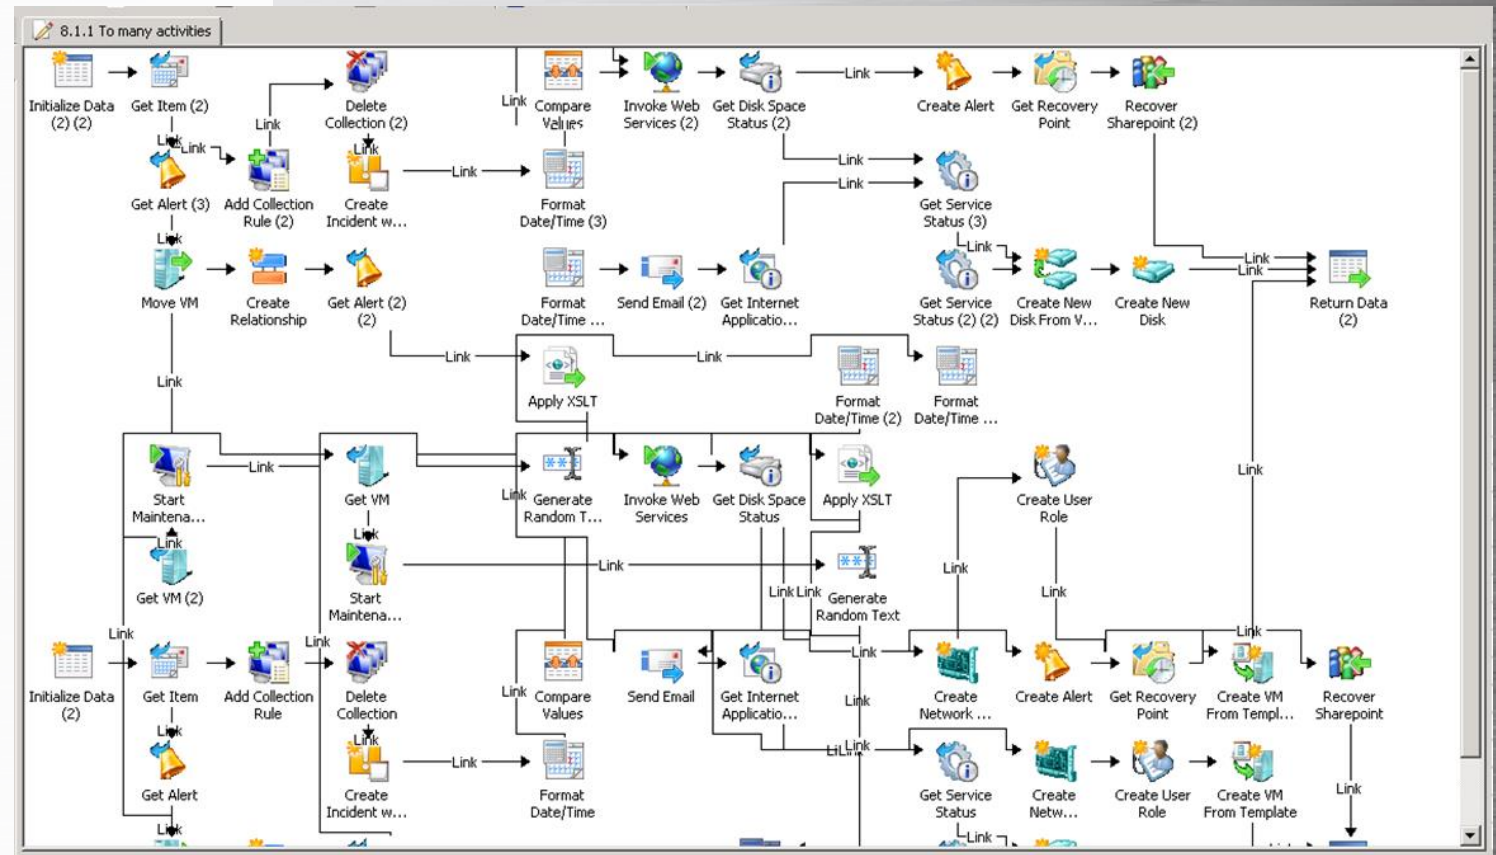 8.1.1 To many activities
Initialize Data
(2) (2)
Get Item (2)
Delete
Collection (2)
Link
Link
Compare
Values
Invoke Web
Services (2)
Get Disk Space
Status (2)
Link
Create Alert
Get Recovery
Point
Recover
Sharepoint (2)
Link
Link
Link
Link
Link
Link
Get Alert (3)
Add Collection
Rule (2)
Create
Incident w...
Link
Format
Date/Time (3)
Get Service
Status (3)
Link
Link
Link
Link
Move VM
Create
Relationship
Get Alert (2)
(2)
Format
Date/Time ...
Send Email (2)
Get Internet
Applicatio...
Get Service
Status (2) (2)
Create New
Disk From V...
Create New
Disk
Return Data
(2)
Link
Link
Link
Apply XSLT
Format
Date/Time (2)
Format
Date/Time ...
Link
Link
Start
Maintena...
Get VM
Link
Generate
Random T...
Invoke Web
Services
Get Disk Space
Status
Apply XSLT
Create User
Role
Link
Link
Get VM (2)
Start
Maintena...
Link
Link
Link
Generate
Random Text
Link
Link
Link
Link
Link
Link
Initialize Data
(2)
Get Item
Add Collection
Rule
Delete
Collection
Link
Compare
Values
Send Email
Get Internet
Applicatio...
Link
Create
Network ...
Create Alert
Get Recovery
Point
Create VM
From Templ...
Recover
Sharepoint
Link
Link
Link
Get Alert
Create
Incident w...
Link
Format
Date/Time
Get Service
Status
Create
Netw...
Create User
Role
Create VM
From Template
Link
Link
Link